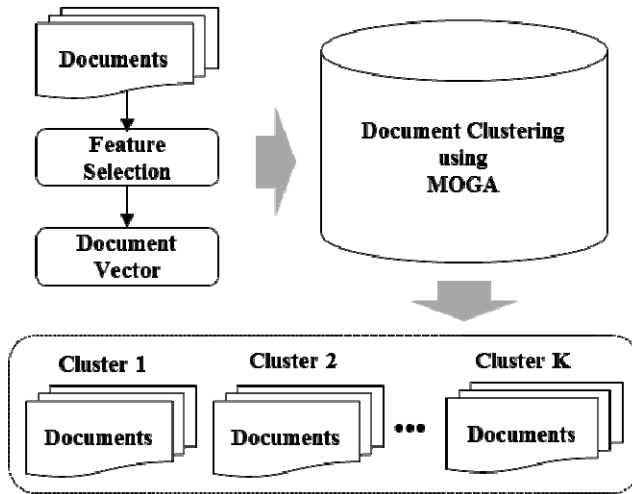 Documents
Feature
Selection
Document
Vector
Document Clustering
using
MOGA
Cluster 1
Cluster 2
Cluster K
Documents
Documents
•••
Documents